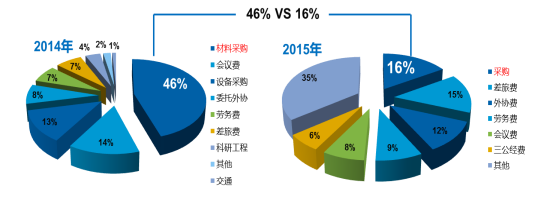 46% VS 16%
2014年
4%
2%
1%
7%
7%
8%
13%
14%
46%
材料采购
会议费
设备采购
委托外协
劳务费
差旅费
科研工程
其他
交通
2015年
35%
16%
15%
12%
9%
8%
6%
采购
差旅费
外协费
劳务费
会议费
三公经费
其他